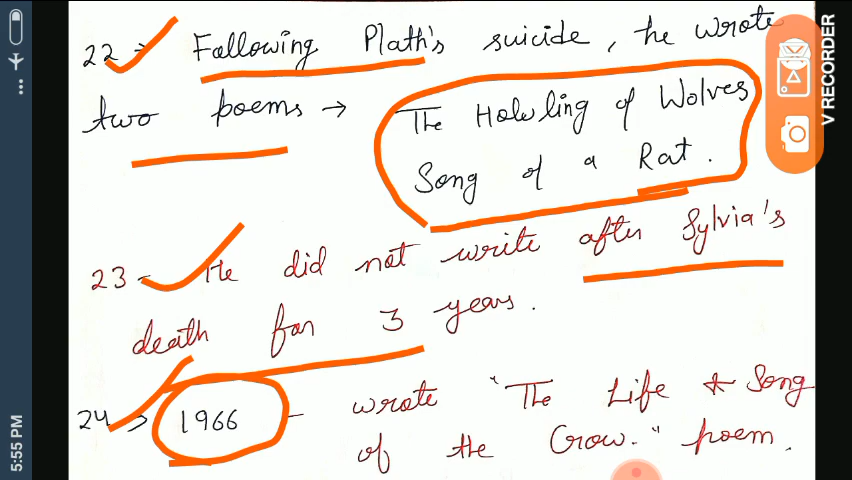 22 → Following Plath's suicide, he wrote
two poems → The Howling of Wolves
Song of a Rat.
23 - He did not write after Sylvia's
death for 3 years.
24 → 1966 - wrote "The Life & Song
of the Crow." poem.
V RECORDER
5:55 PM